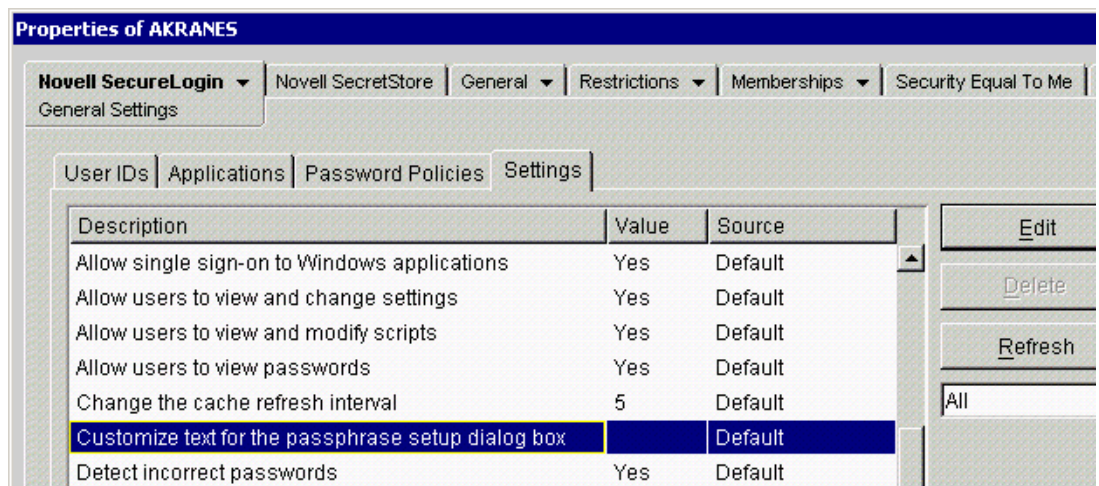 Properties of AKRANES
Novell SecureLogin Novell SecretStore General Restrictions Memberships Security Equal To Me
General Settings
User IDs Applications Password Policies Settings
Description Value Source
Edit
Allow single sign-on to Windows applications Yes Default
Delete
Allow users to view and change settings Yes Default
Allow users to view and modify scripts Yes Default
Refresh
Allow users to view passwords Yes Default
Change the cache refresh interval 5 Default
All
Customize text for the passphrase setup dialog box Default
Detect incorrect passwords Yes Default